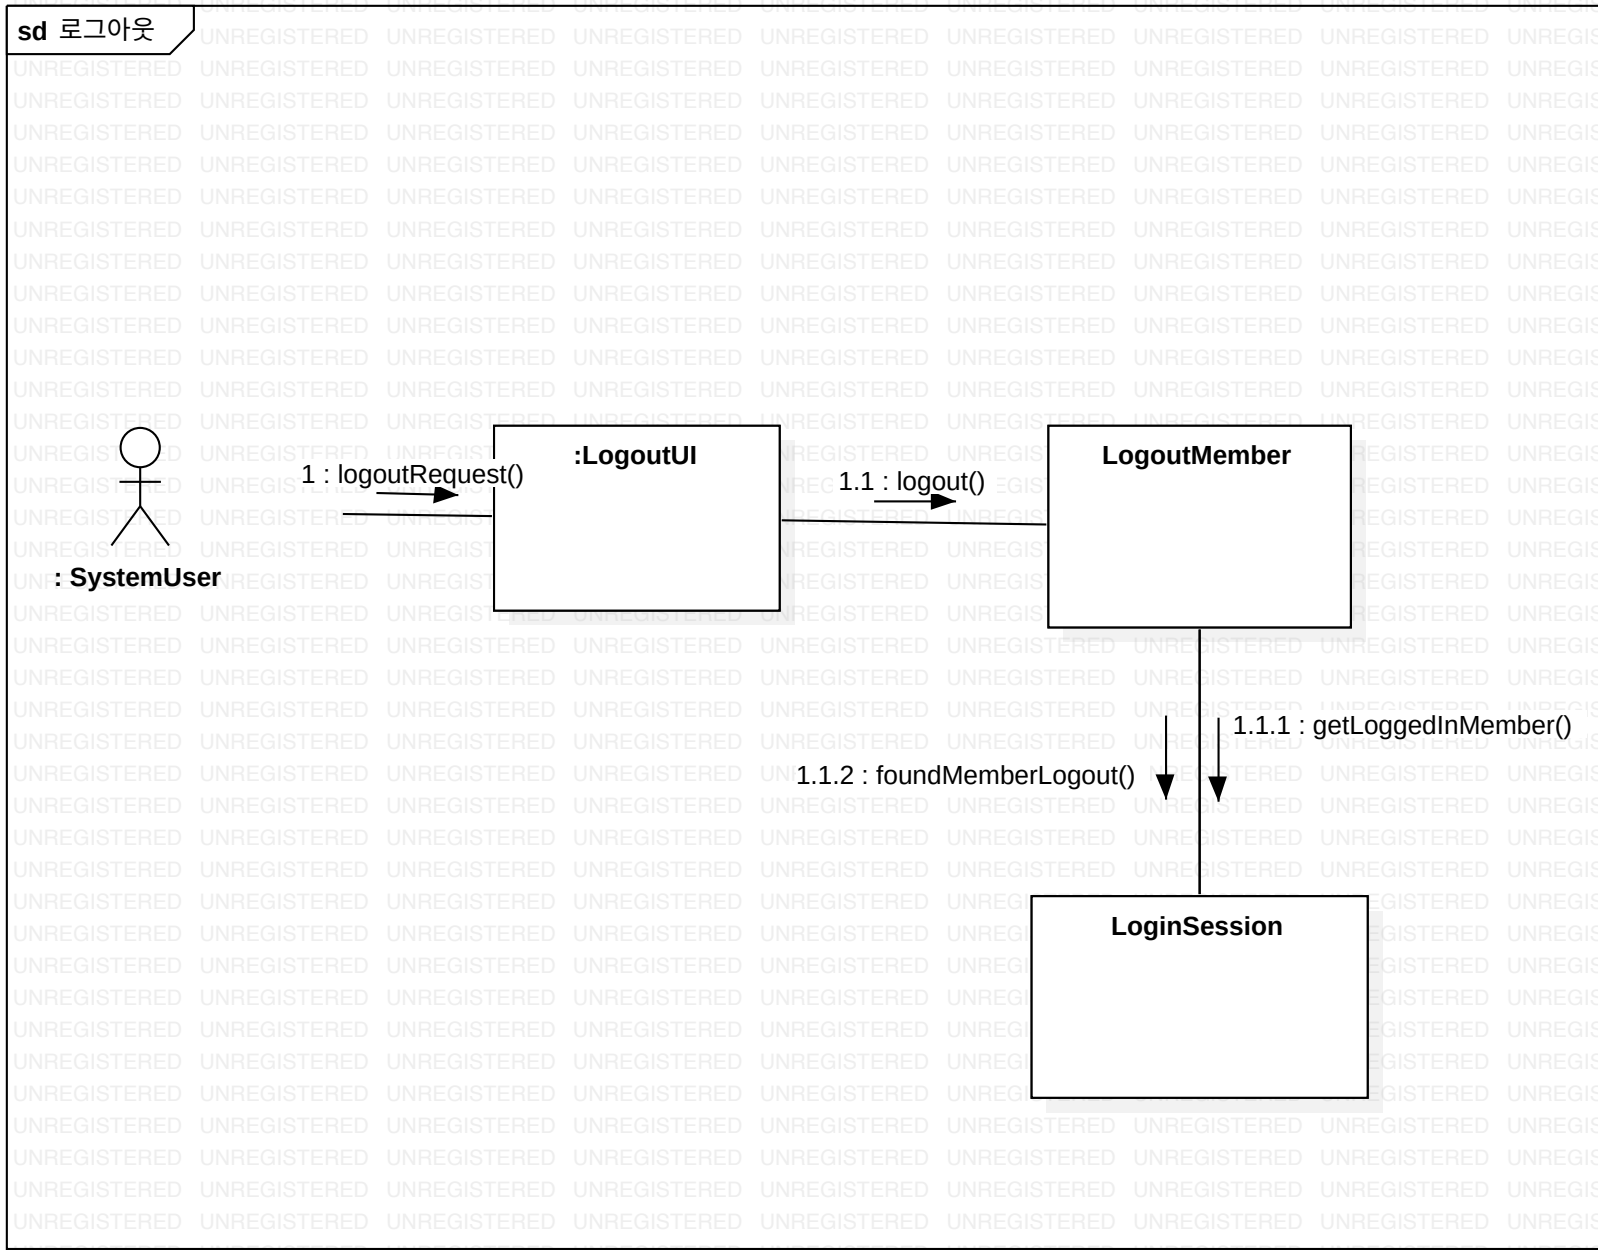 sd 로그아웃
1 : logoutRequest()
:LogoutUI
1.1 : logout()
LogoutMember
: SystemUser
1.1.1 : getLoggedInMember()
1.1.2 : foundMemberLogout()
LoginSession
UNREGISTERED